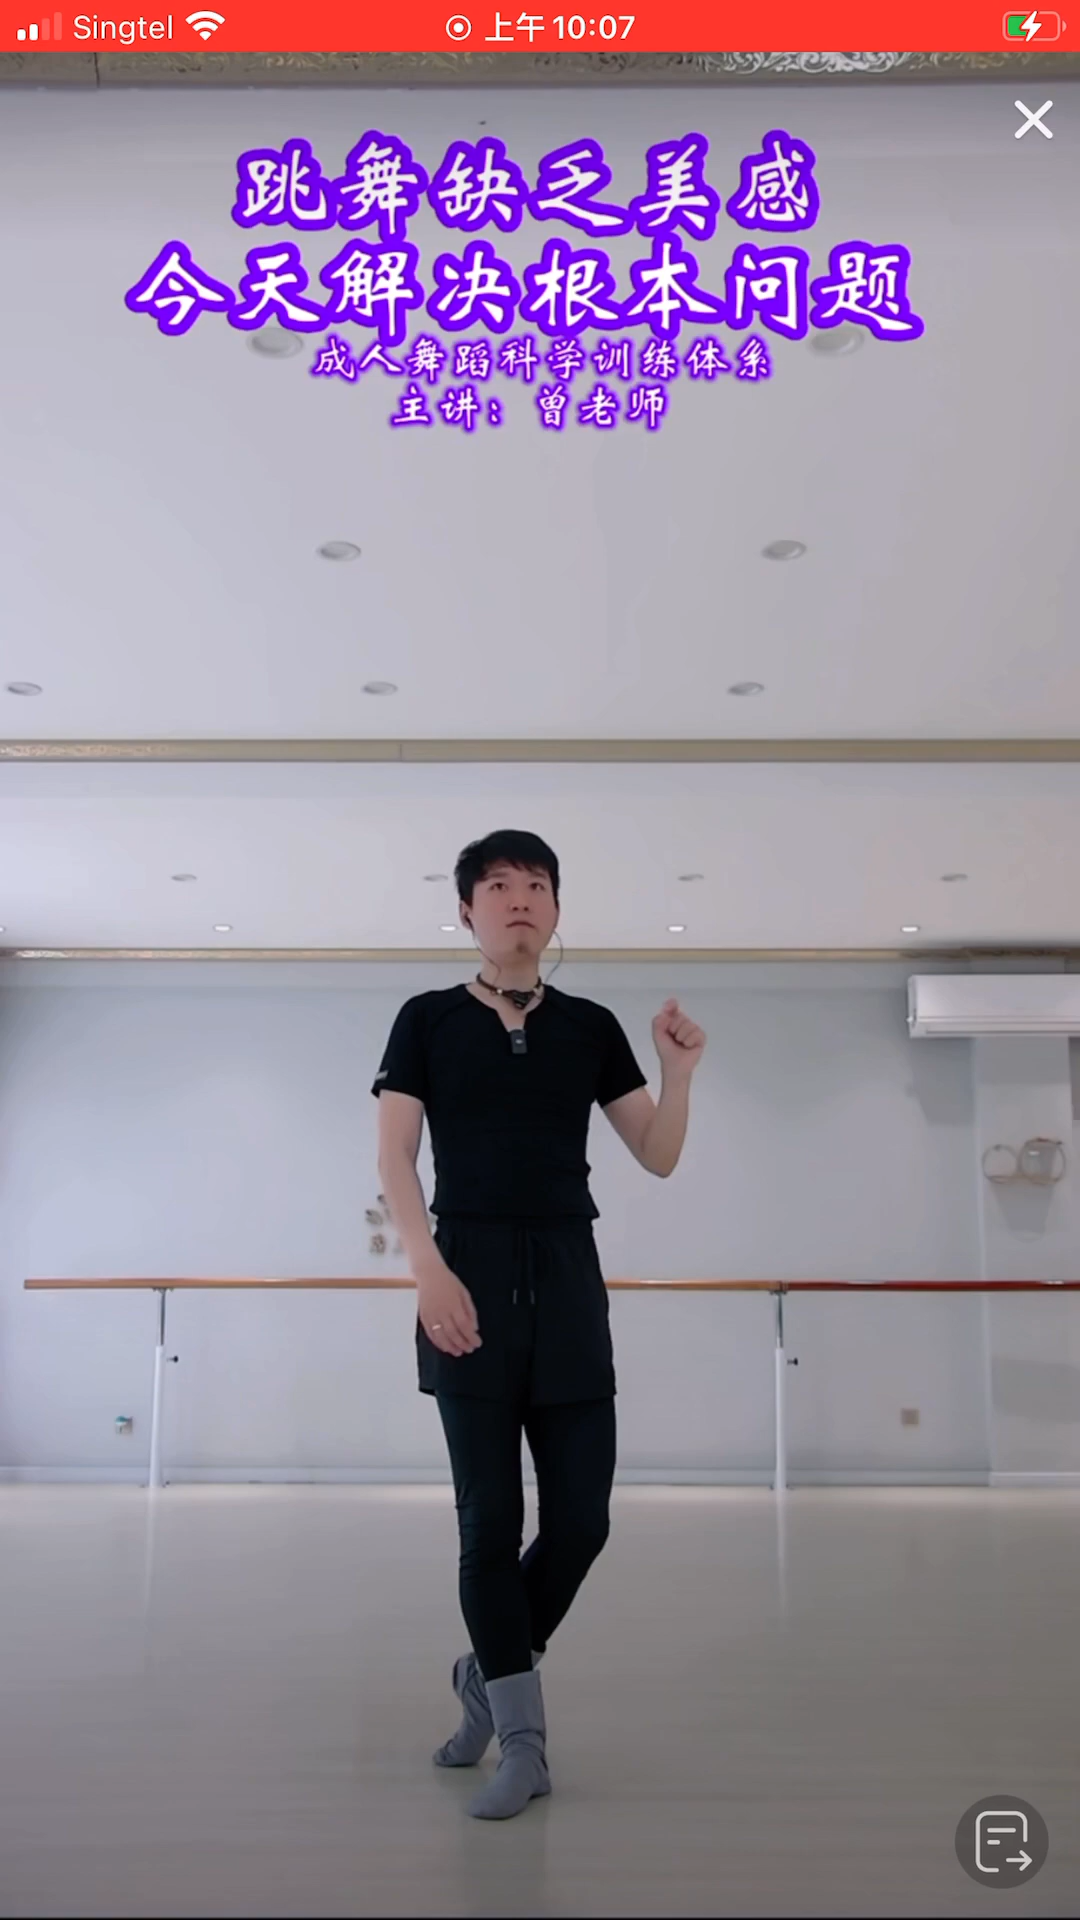 Singtel 上午10:07
跳舞缺乏美感
今天解决根本问题
成人舞蹈科学训练体系
主讲：曾老师